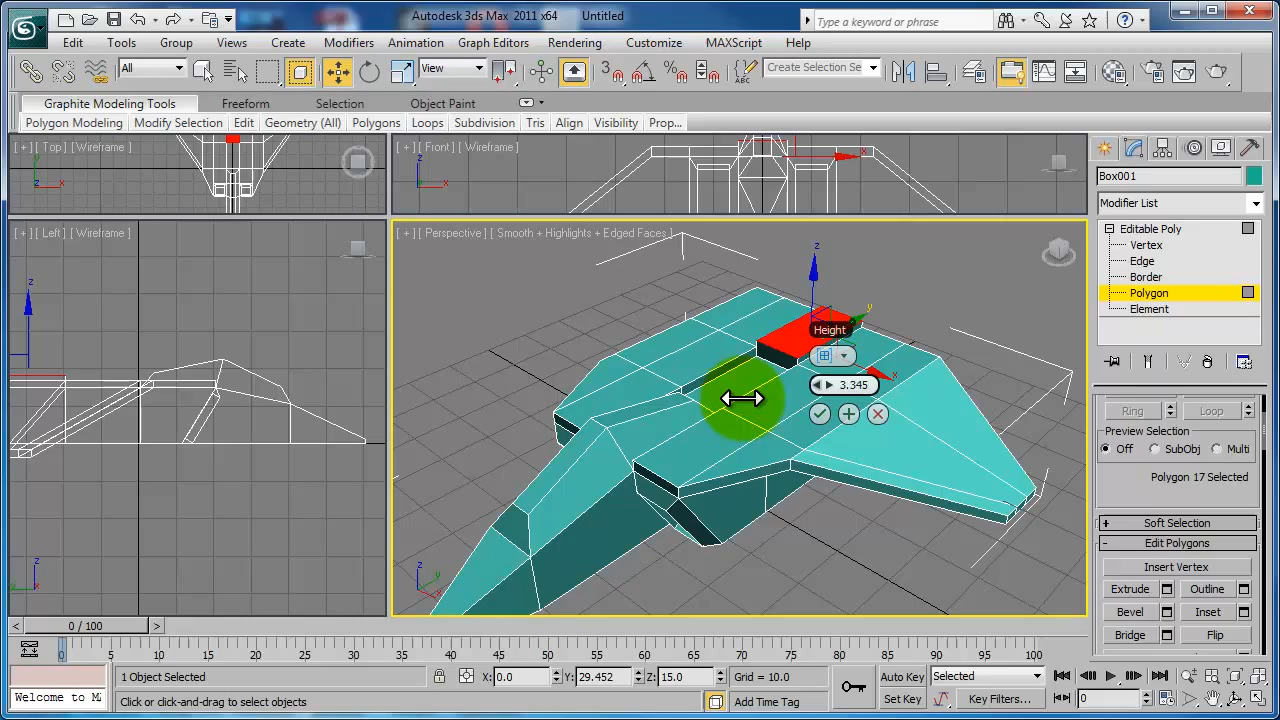 Autodesk 3ds Max 2011 x64 Untitled
Type a keyword or phrase
Edit Tools Group Views Create Modifiers Animation Graph Editors Rendering Customize MAXScript Help
All View 3 Create Selection Se
Graphite Modeling Tools Freeform Selection Object Paint
Polygon Modeling Modify Selection Edit Geometry (All) Polygons Loops Subdivision Tris Align Visibility Prop...
[ + ] [ Top ] [ Wireframe ]
[ + ] [ Front ] [ Wireframe ]
[ + ] [ Left ] [ Wireframe ]
[ + ] [ Perspective ] [ Smooth + Highlights + Edged Faces ]
Height
3.345
Box001
Modifier List
Editable Poly
Vertex
Edge
Border
Polygon
Element
Ring Loop
Preview Selection
Off SubObj Multi
Polygon 17 Selected
+ Soft Selection
- Edit Polygons
Insert Vertex
Extrude Outline
Bevel Inset
Bridge Flip
< 0 / 100 >
0 5 10 15 20 25 30 35 40 45 50 55 60 65 70 75 80 85 90 95 100
1 Object Selected X: 0.0 Y: 29.452 Z: 15.0 Grid = 10.0 Auto Key Selected
Welcome to M Click or click-and-drag to select objects Add Time Tag Set Key Key Filters... 0